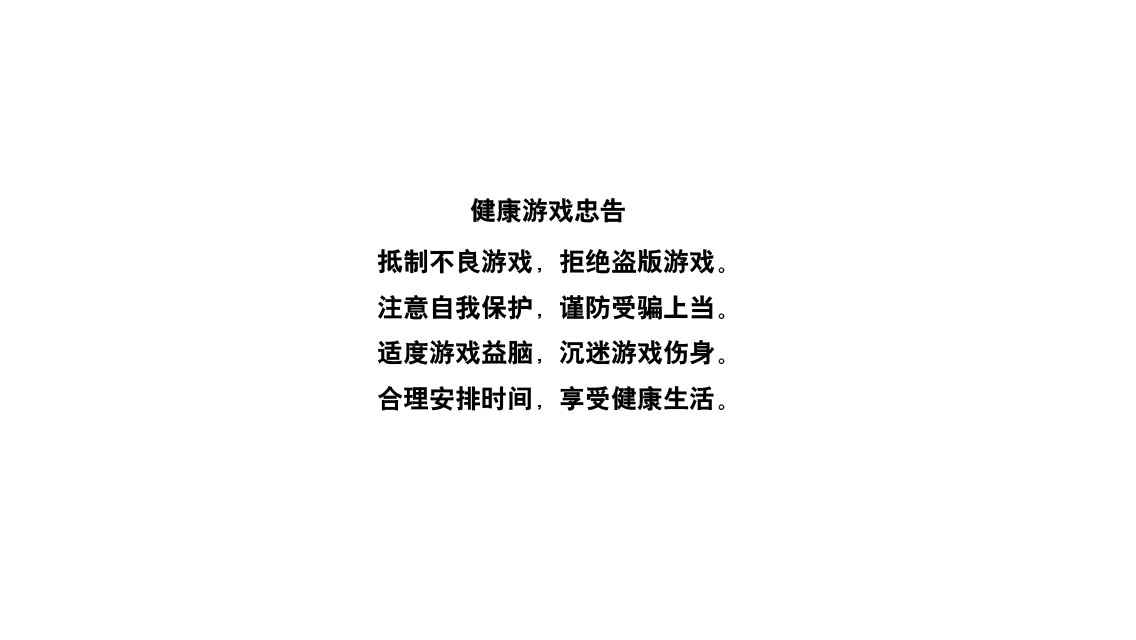 健康游戏忠告
抵制不良游戏，拒绝盗版游戏。
注意自我保护，谨防受骗上当。
适度游戏益脑，沉迷游戏伤身。
合理安排时间，享受健康生活。